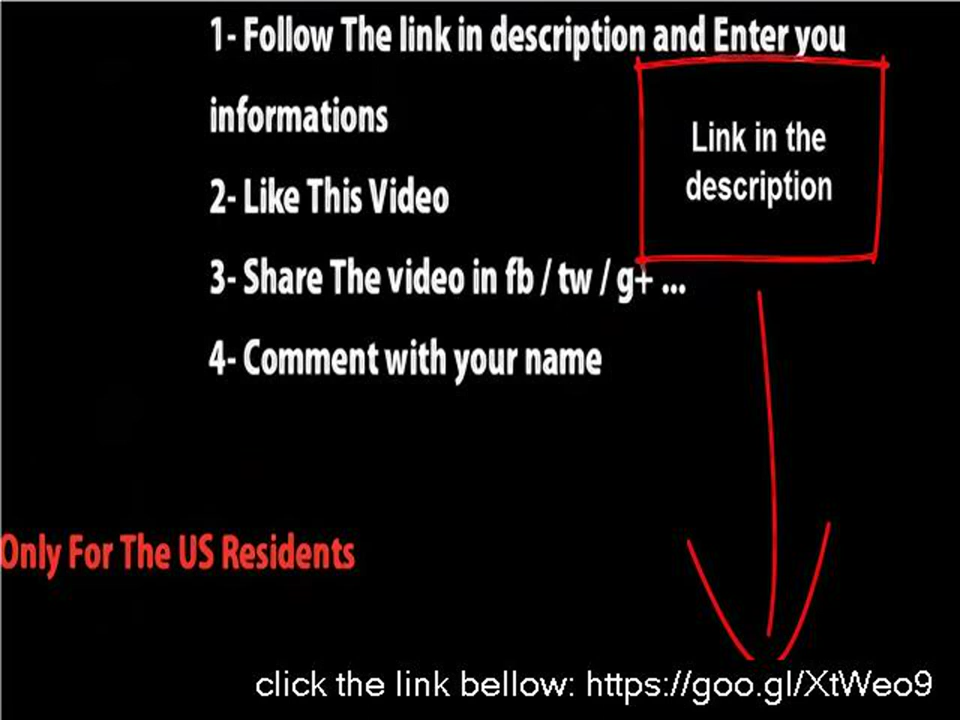 1- Follow The link in description and Enter you
informations
Link in the
description
2- Like This Video
3- Share The video in fb / tw / g+ ...
4- Comment with your name
Only For The US Residents
click the link bellow: https://goo.gl/XtWeo9